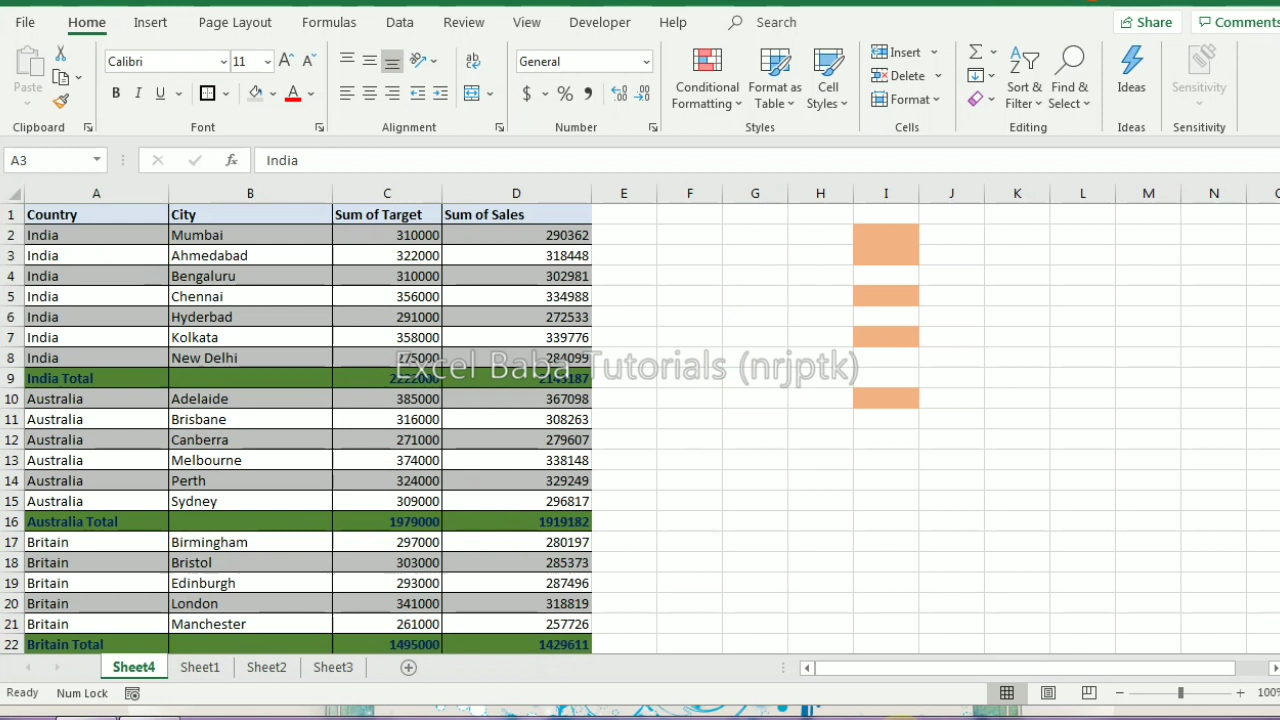 File Home Insert Page Layout Formulas Data Review View Developer Help Search Share Comments
Calibri 11 General Insert
Delete
Paste Conditional Formatting Format as Table Cell Styles Format Sort & Filter Find & Select Ideas Sensitivity
Clipboard Font Alignment Number Styles Cells Editing Ideas Sensitivity
A3 fx India
A B C D E F G H I J K L M N
1 Country City Sum of Target Sum of Sales
2 India Mumbai 310000 290362
3 India Ahmedabad 322000 318448
4 India Bengaluru 310000 302981
5 India Chennai 356000 334988
6 India Hyderbad 291000 272533
7 India Kolkata 358000 339776
8 India New Delhi 275000 284099
Excel Baba Tutorials (nrjptk)
9 India Total 2222000 2143187
10 Australia Adelaide 385000 367098
11 Australia Brisbane 316000 308263
12 Australia Canberra 271000 279607
13 Australia Melbourne 374000 338148
14 Australia Perth 324000 329249
15 Australia Sydney 309000 296817
16 Australia Total 1979000 1919182
17 Britain Birmingham 297000 280197
18 Britain Bristol 303000 285373
19 Britain Edinburgh 293000 287496
20 Britain London 341000 318819
21 Britain Manchester 261000 257726
22 Britain Total 1495000 1429611
Sheet4 Sheet1 Sheet2 Sheet3
Ready Num Lock 100%